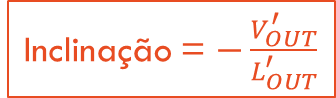 Inclinação = − V'OUT / L'OUT